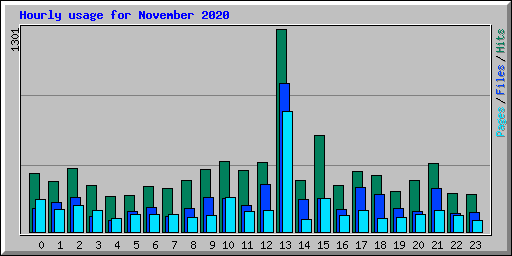 Hourly usage for November 2020
1301
Pages/Files/Hits
0 1 2 3 4 5 6 7 8 9 10 11 12 13 14 15 16 17 18 19 20 21 22 23